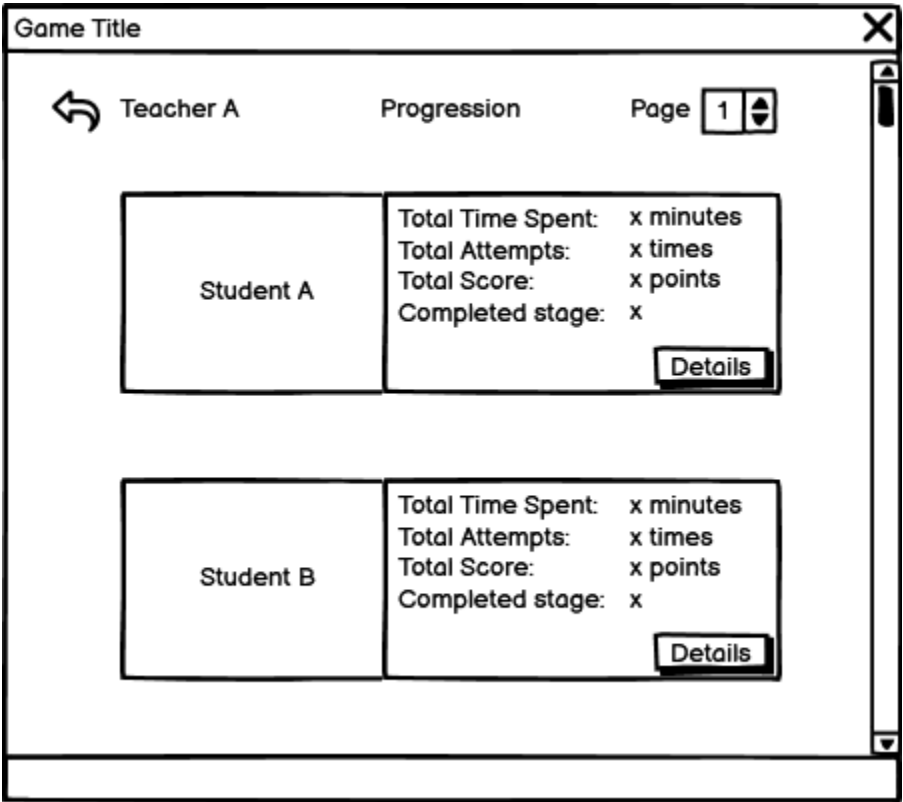 Game Title
Teacher A Progression Page 1
Student A
Total Time Spent: x minutes
Total Attempts: x times
Total Score: x points
Completed stage: x
Details
Student B
Total Time Spent: x minutes
Total Attempts: x times
Total Score: x points
Completed stage: x
Details